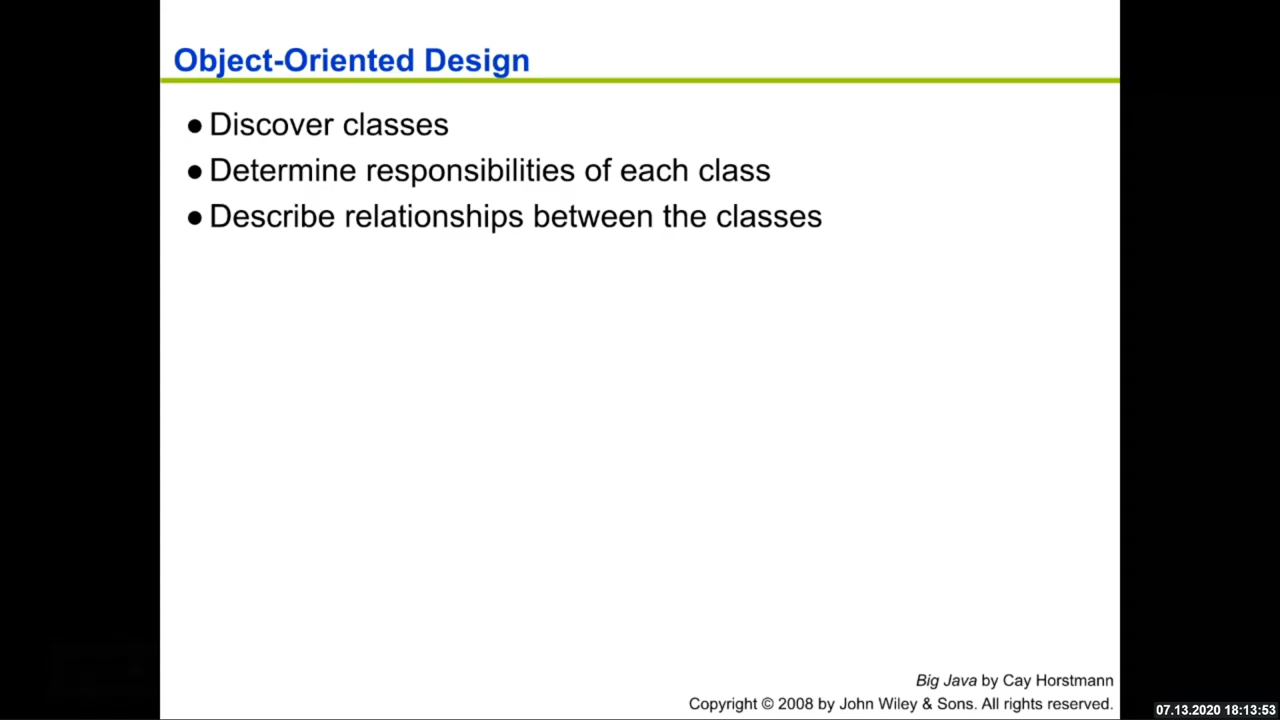 Object-Oriented Design
● Discover classes
● Determine responsibilities of each class
● Describe relationships between the classes
Big Java by Cay Horstmann
Copyright © 2008 by John Wiley & Sons. All rights reserved.
07.13.2020 18:13:53